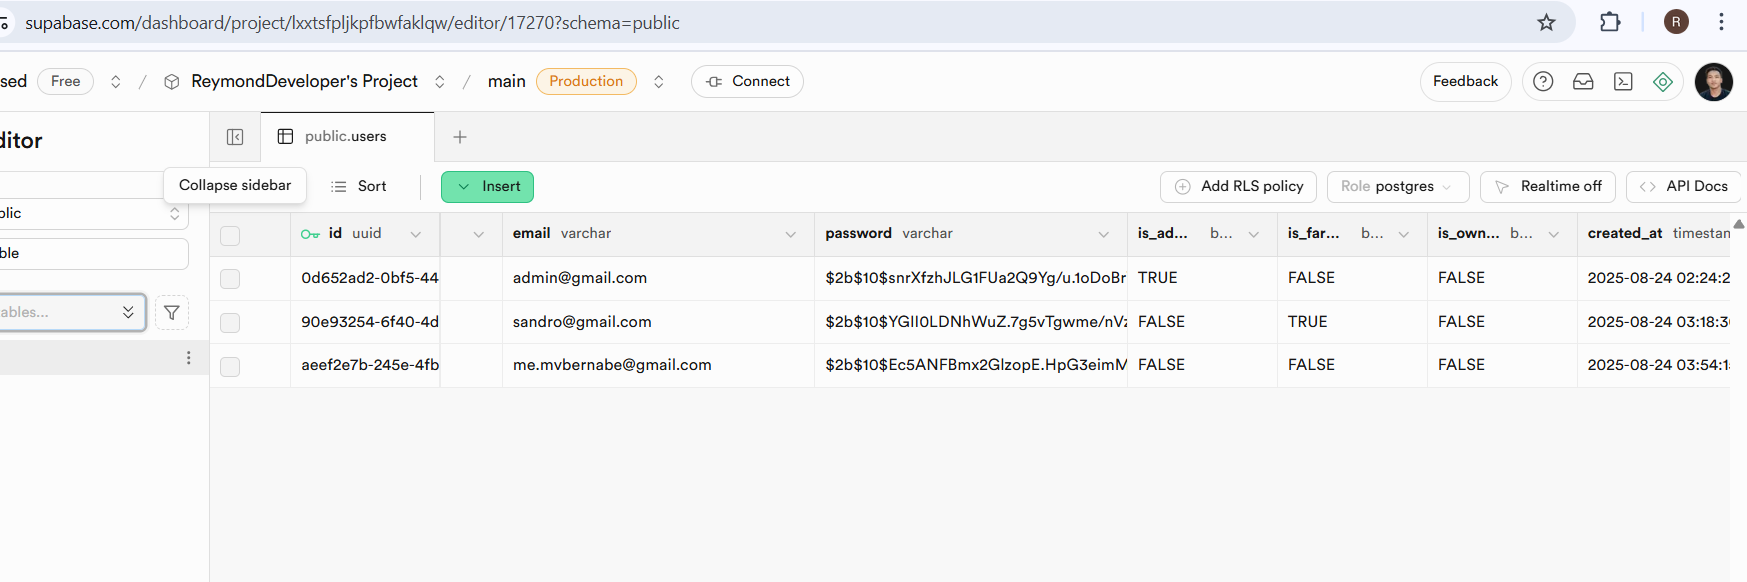 supabase.com/dashboard/project/lxxtsfpljkpfbwfaklqw/editor/17270?schema=public
R
sed Free / ReymondDeveloper's Project / main Production Connect Feedback
ditor
public.users
Collapse sidebar
Sort
Insert
Add RLS policy
Role postgres
Realtime off
API Docs
blic
ble
ables...
id uuid email varchar password varchar is_ad... b... is_far... b... is_own... b... created_at timestan
0d652ad2-0bf5-44 admin@gmail.com $2b$10$snrXfzhJLG1FUa2Q9Yg/u.1oDoBr TRUE FALSE FALSE 2025-08-24 02:24:2
90e93254-6f40-4d sandro@gmail.com $2b$10$YGII0LDNhWuZ.7g5vTgwme/nVz FALSE TRUE FALSE 2025-08-24 03:18:30
aeef2e7b-245e-4fb me.mvbernabe@gmail.com $2b$10$Ec5ANFBmx2GlzopE.HpG3eimM FALSE FALSE FALSE 2025-08-24 03:54:1